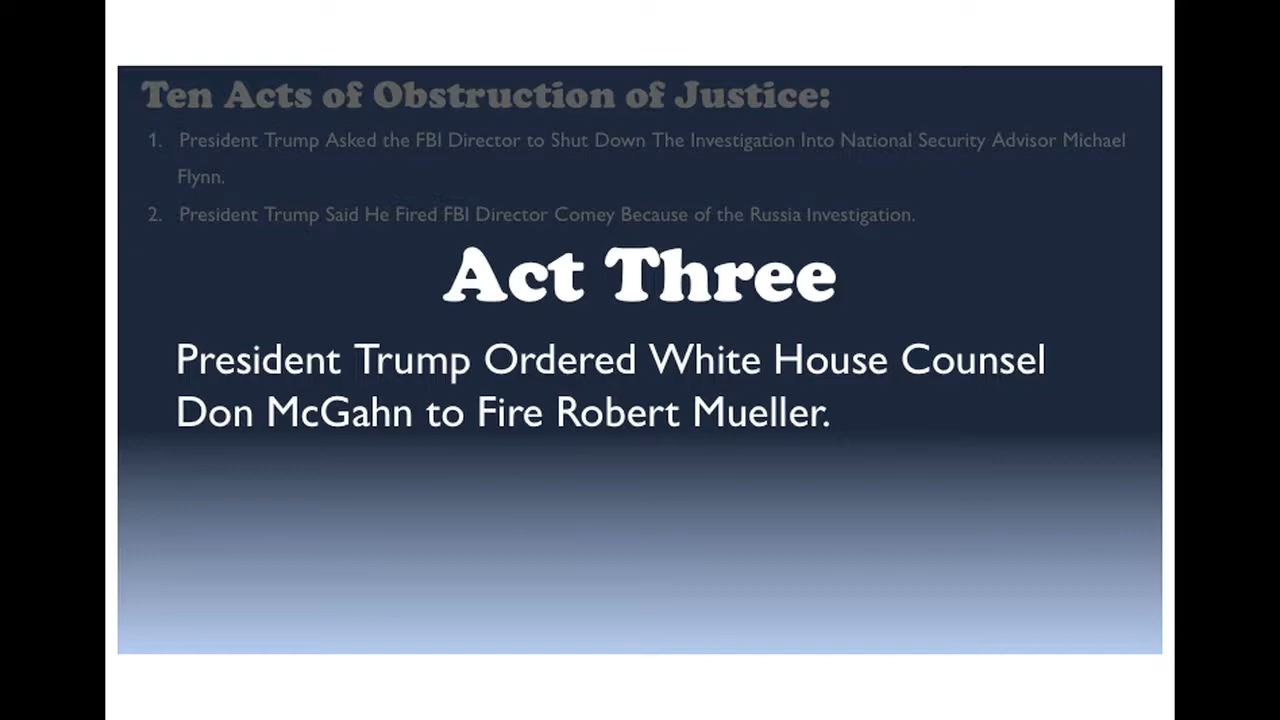 Ten Acts of Obstruction of Justice:
1. President Trump Asked the FBI Director to Shut Down The Investigation Into National Security Advisor Michael
Flynn.
2. President Trump Said He Fired FBI Director Comey Because of the Russia Investigation.
Act Three
President Trump Ordered White House Counsel
Don McGahn to Fire Robert Mueller.